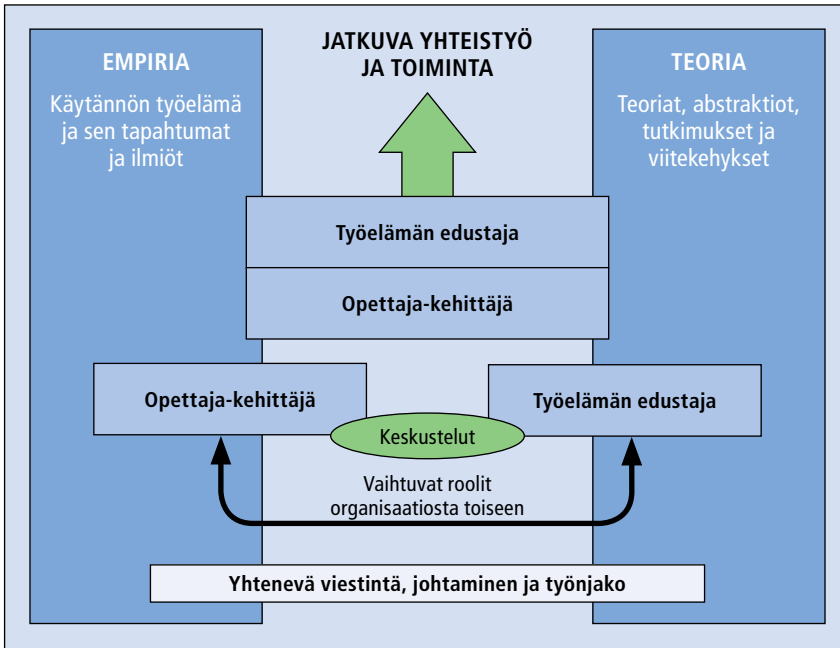 EMPIRIA
Käytännön työelämä
ja sen tapahtumat
ja ilmiöt
JATKUVA YHTEISTYÖ
JA TOIMINTA
TEORIA
Teoriat, abstraktiot,
tutkimukset ja
viitekehykset
Työelämän edustaja
Opettaja-kehittäjä
Opettaja-kehittäjä
Työelämän edustaja
Keskustelut
Vaihtuvat roolit
organisaatiosta toiseen
Yhtenevä viestintä, johtaminen ja työnjako